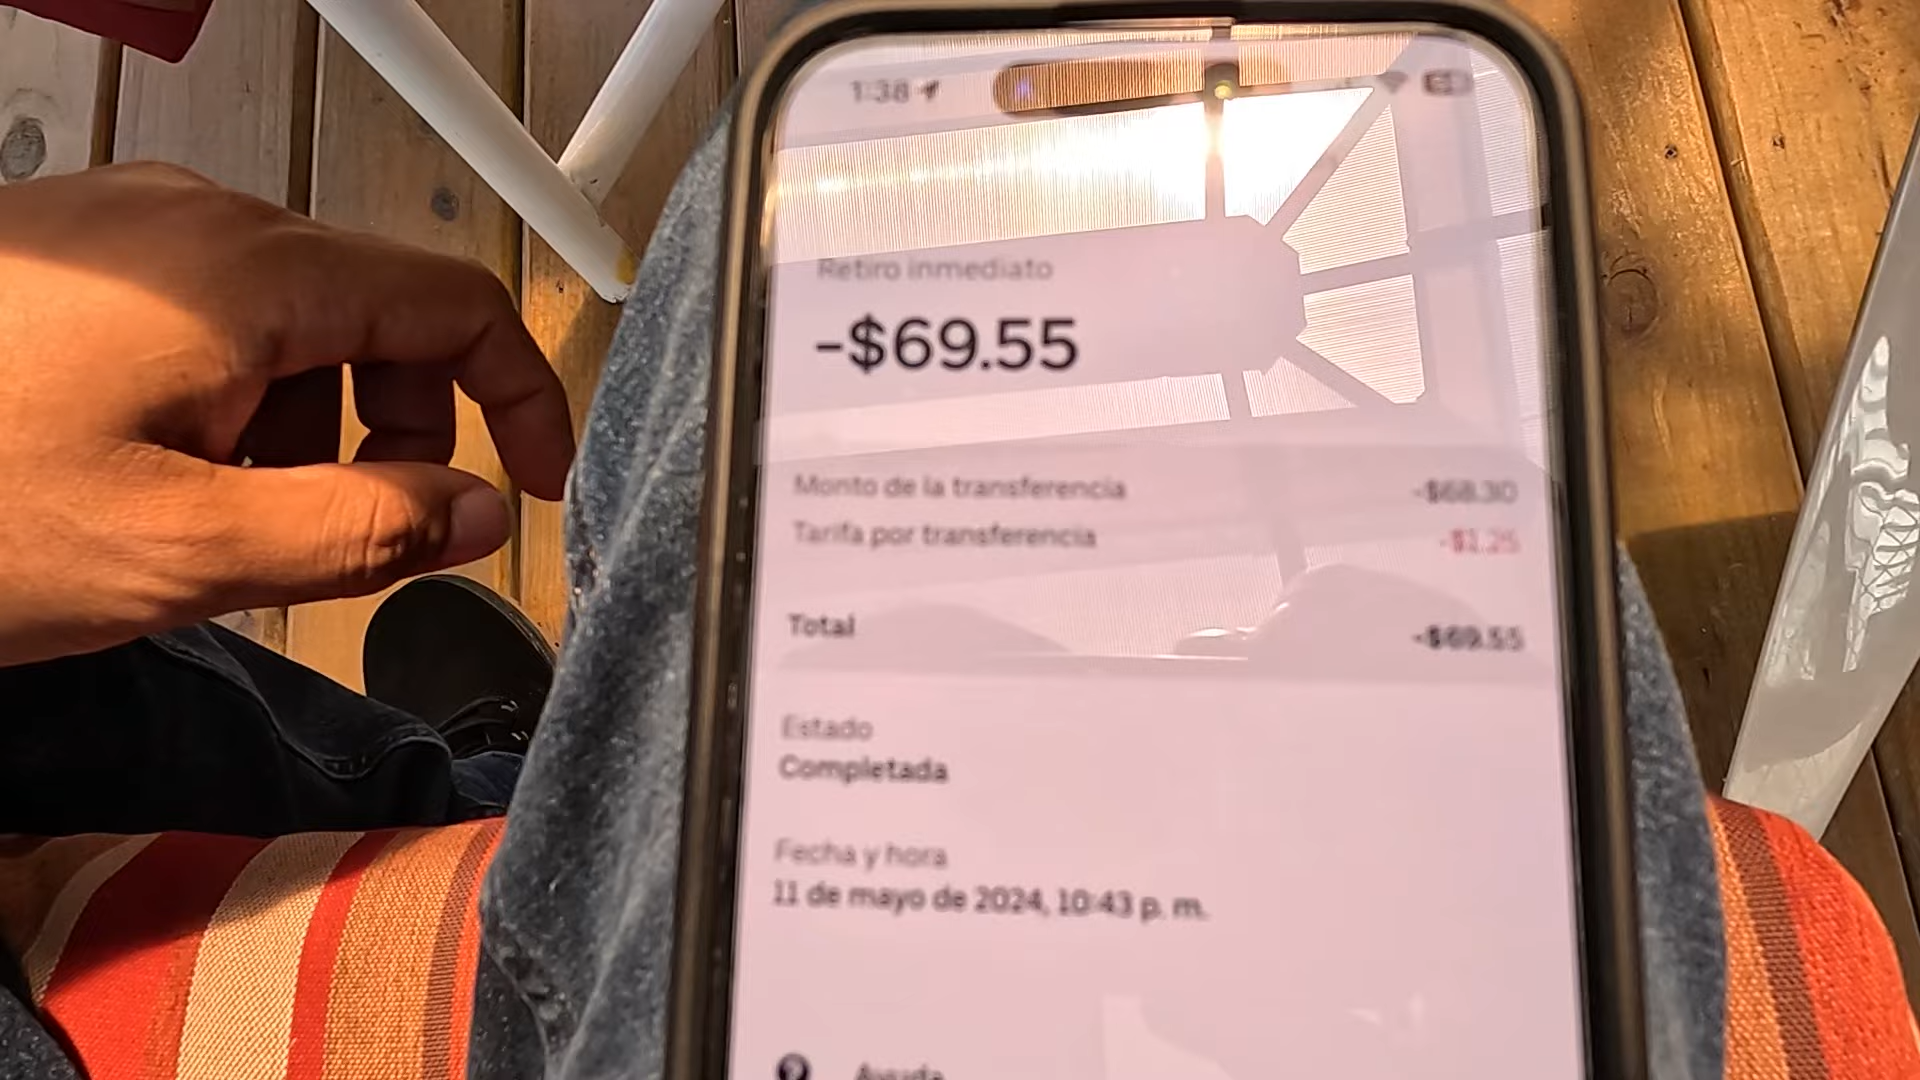 1:38
Retiro inmediato
-$69.55
Monto de la transferencia -$68.30
Tarifa por transferencia -$1.25
Total -$69.55
Estado
Completada
Fecha y hora
11 de mayo de 2024, 10:43 p. m.
Ayuda